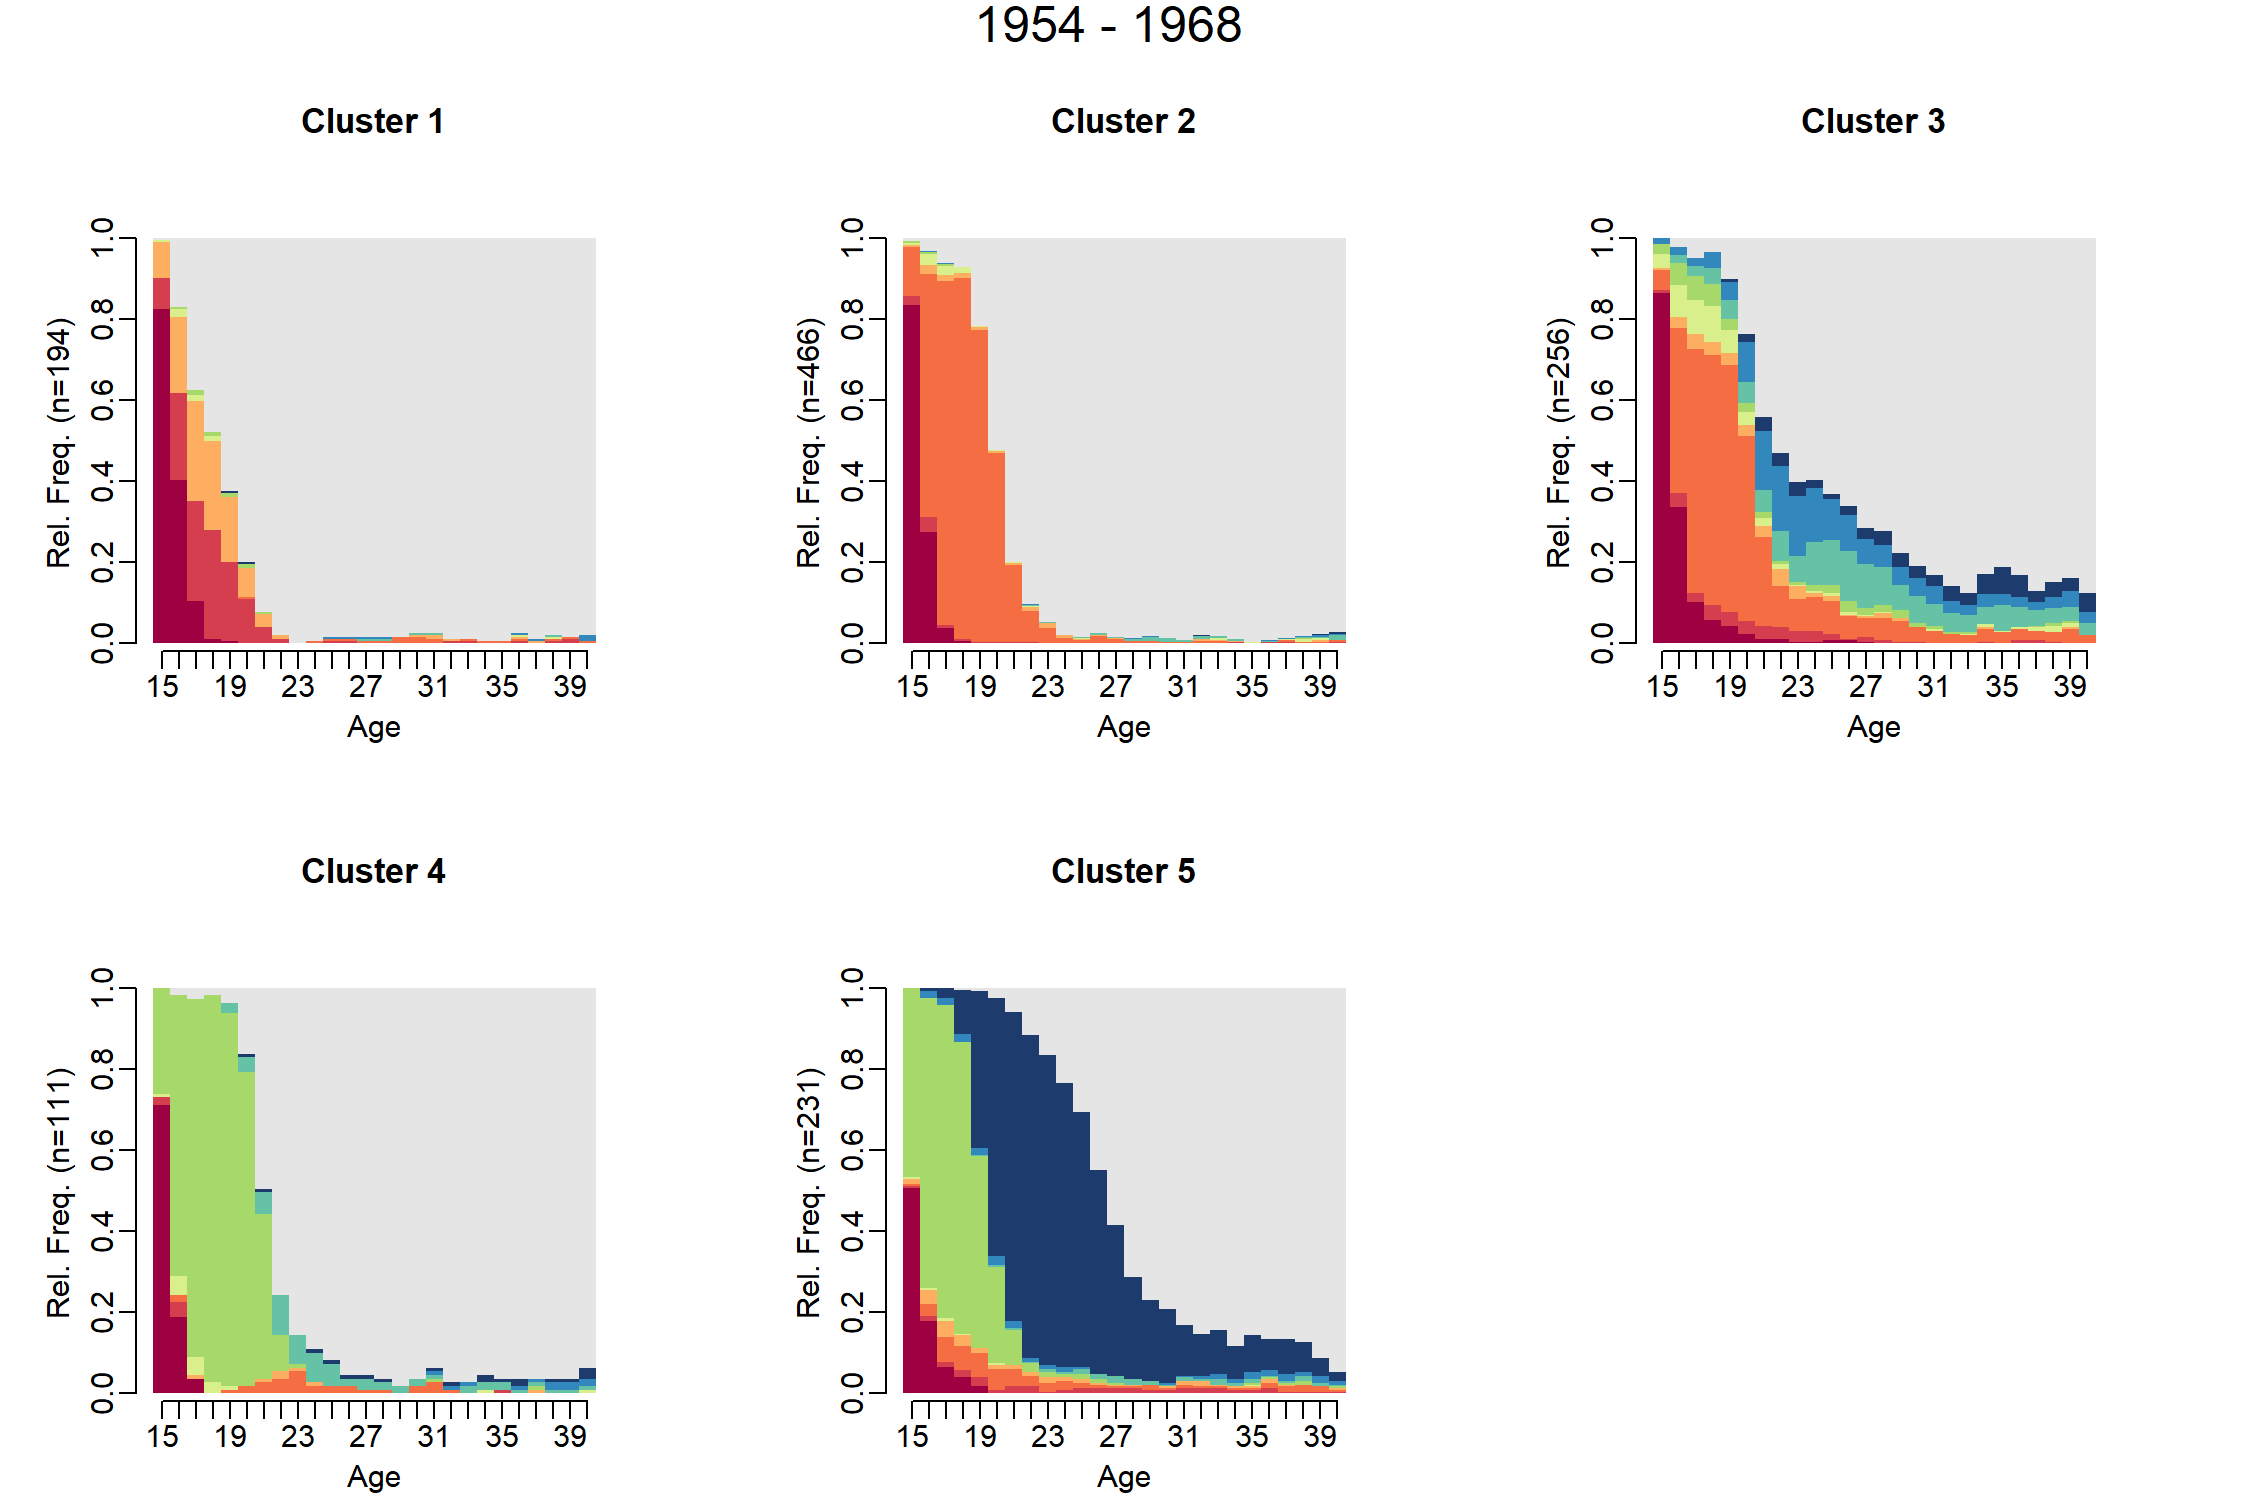 1954 - 1968
Cluster 1
Rel. Freq. (n=194)
0.0 0.2 0.4 0.6 0.8 1.0
15 19 23 27 31 35 39
Age
Cluster 2
Rel. Freq. (n=466)
0.0 0.2 0.4 0.6 0.8 1.0
15 19 23 27 31 35 39
Age
Cluster 3
Rel. Freq. (n=256)
0.0 0.2 0.4 0.6 0.8 1.0
15 19 23 27 31 35 39
Age
Cluster 4
Rel. Freq. (n=111)
0.0 0.2 0.4 0.6 0.8 1.0
15 19 23 27 31 35 39
Age
Cluster 5
Rel. Freq. (n=231)
0.0 0.2 0.4 0.6 0.8 1.0
15 19 23 27 31 35 39
Age